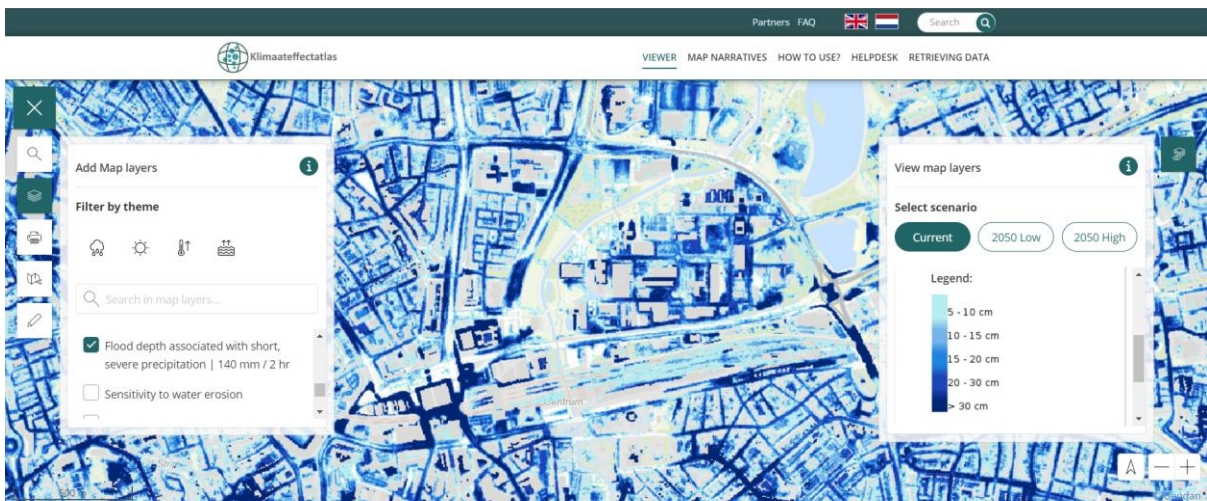 Partners FAQ
Search
Klimaateffectatlas
VIEWER MAP NARRATIVES HOW TO USE? HELPDESK RETRIEVING DATA
Add Map layers
Filter by theme
Search in map layers...
Flood depth associated with short,
severe precipitation | 140 mm / 2 hr
Sensitivity to water erosion
View map layers
Select scenario
Current 2050 Low 2050 High
Legend:
5 - 10 cm
10 - 15 cm
15 - 20 cm
20 - 30 cm
> 30 cm
Centrum
500 m
Geodan